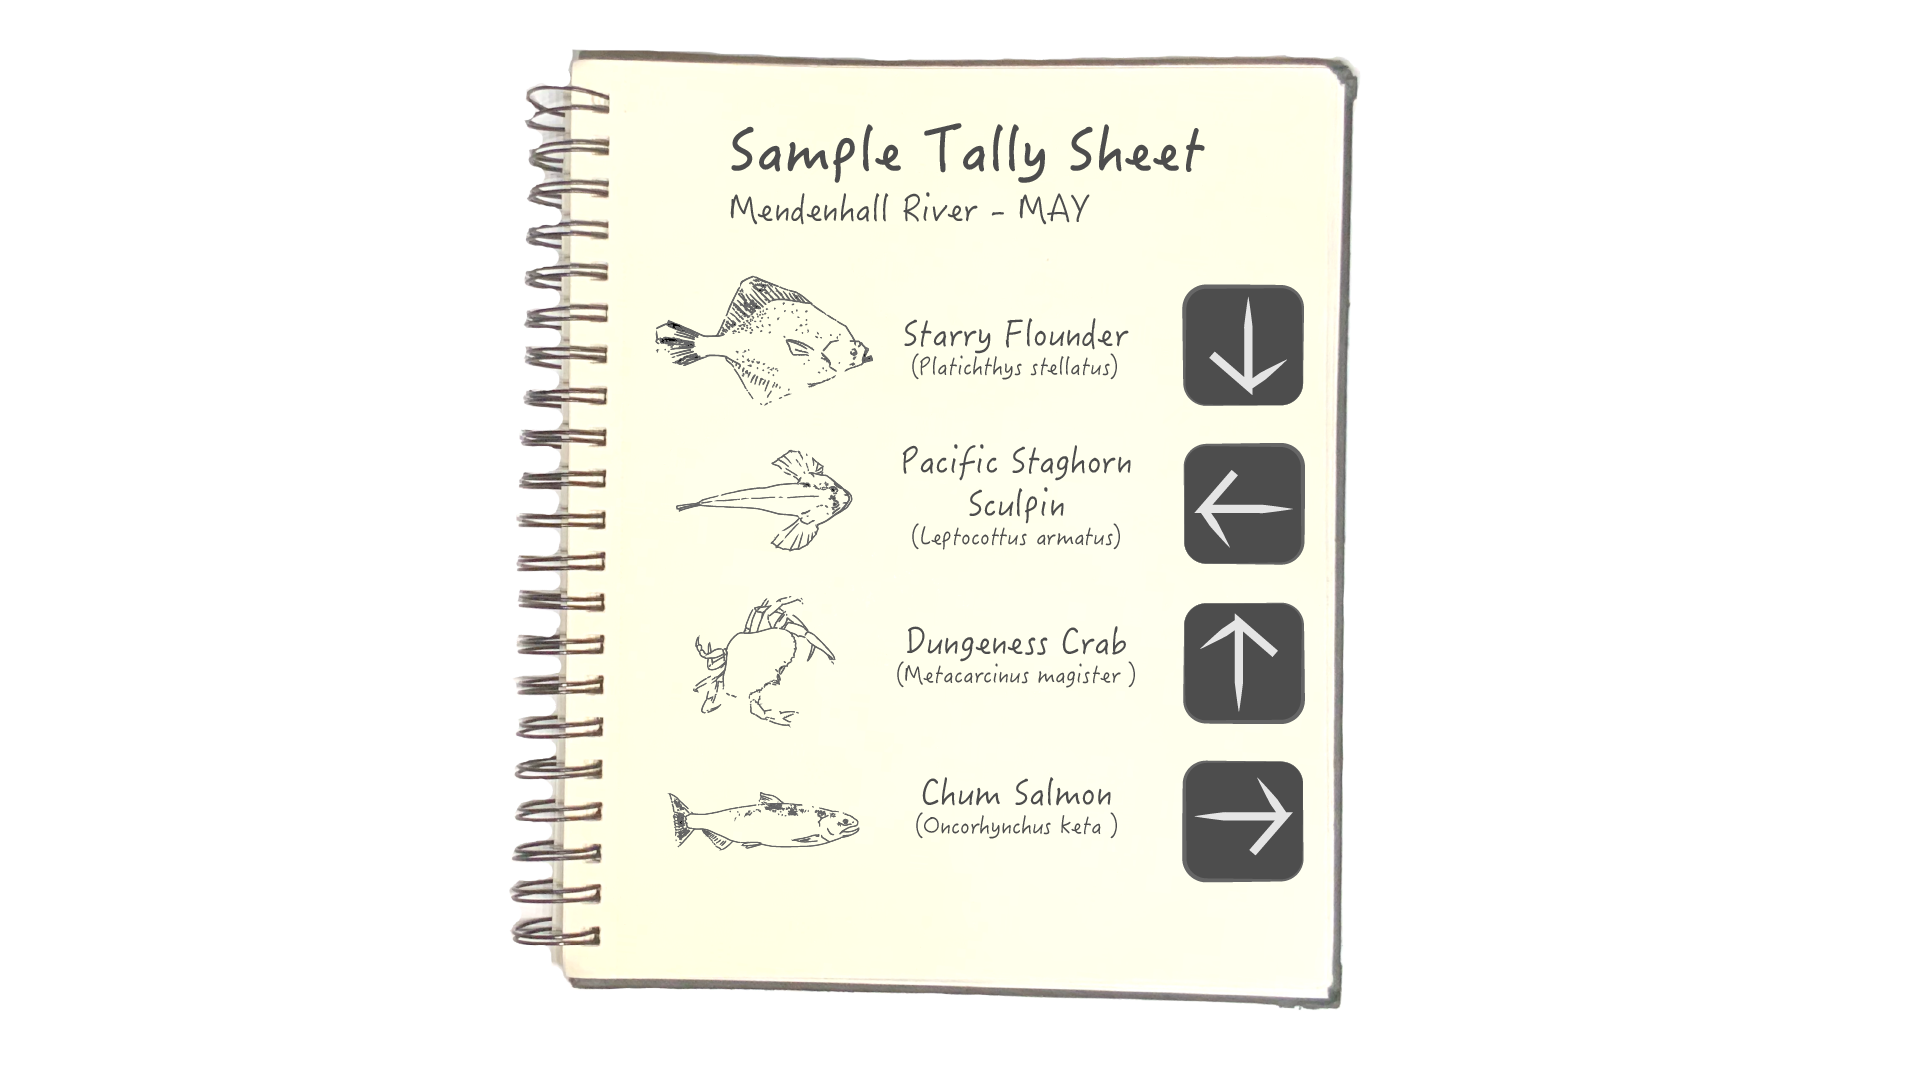 Sample Tally Sheet
Mendenhall River - MAY
Starry Flounder
(Platichthys stellatus)
Pacific Staghorn
Sculpin
(Leptocottus armatus)
Dungeness Crab
(Metacarcinus magister )
Chum Salmon
(Oncorhynchus keta )